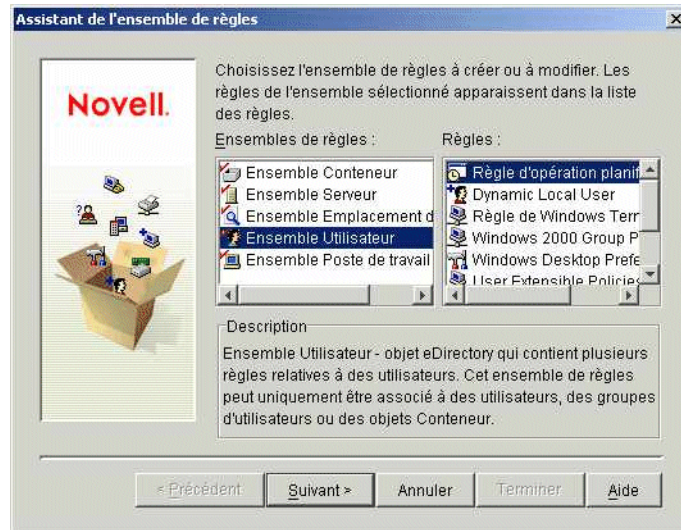 Assistant de l'ensemble de règles
Novell.
Choisissez l'ensemble de règles à créer ou à modifier. Les
règles de l'ensemble sélectionné apparaissent dans la liste
des règles.
Ensembles de règles :
Règles :
Ensemble Conteneur
Ensemble Serveur
Ensemble Emplacement d
Ensemble Utilisateur
Ensemble Poste de travail
Règle d'opération planif
Dynamic Local User
Règle de Windows Terr
Windows 2000 Group P
Windows Desktop Prefe
User Extensible Policies
Description
Ensemble Utilisateur - objet eDirectory qui contient plusieurs
règles relatives à des utilisateurs. Cet ensemble de règles
peut uniquement être associé à des utilisateurs, des groupes
d'utilisateurs ou des objets Conteneur.
< Précédent
Suivant >
Annuler
Terminer
Aide